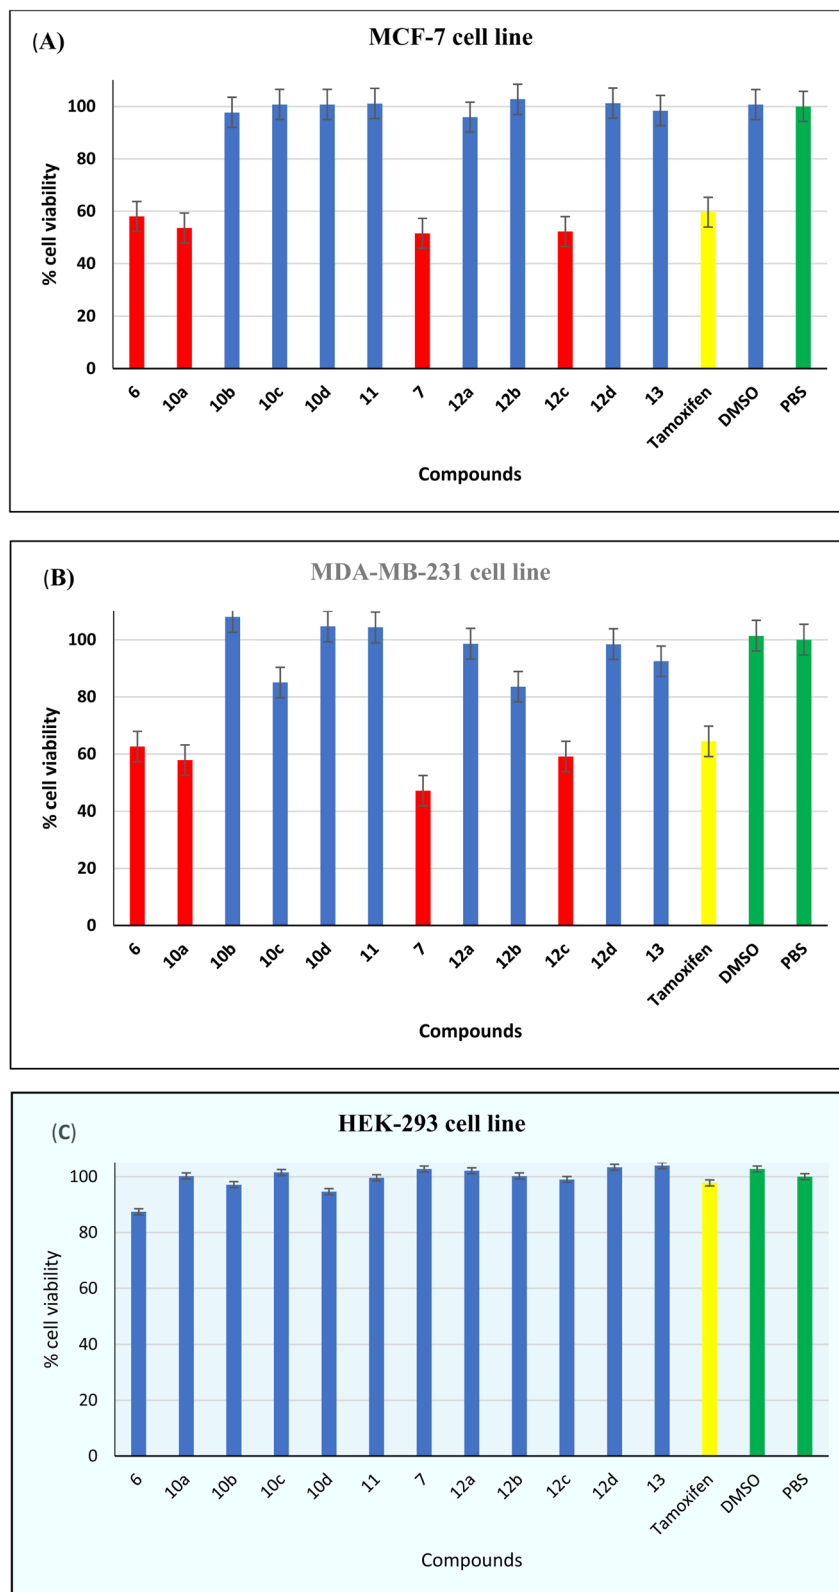 (A)
MCF-7 cell line
% cell viability
100
80
60
40
20
0
6 10a 10b 10c 10d 11 7 12a 12b 12c 12d 13 Tamoxifen DMSO PBS
Compounds
(B)
MDA-MB-231 cell line
% cell viability
100
80
60
40
20
0
6 10a 10b 10c 10d 11 7 12a 12b 12c 12d 13 Tamoxifen DMSO PBS
Compounds
(C)
HEK-293 cell line
% cell viability
100
80
60
40
20
0
6 10a 10b 10c 10d 11 7 12a 12b 12c 12d 13 Tamoxifen DMSO PBS
Compounds